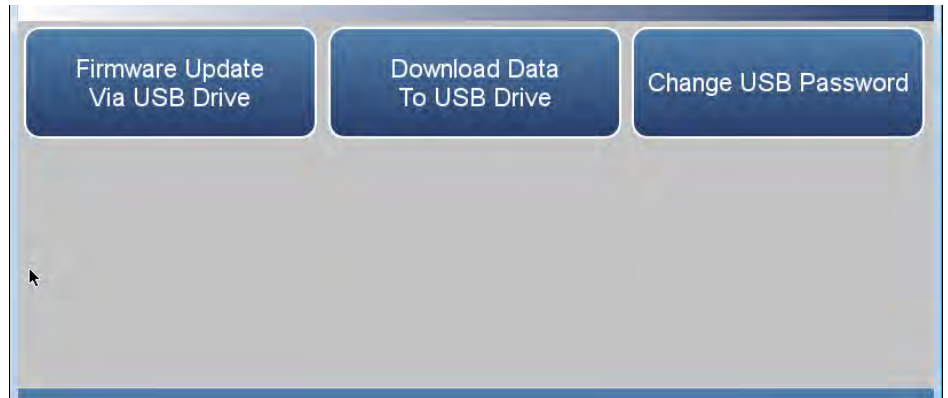 Firmware Update
Via USB Drive
Download Data
To USB Drive
Change USB Password